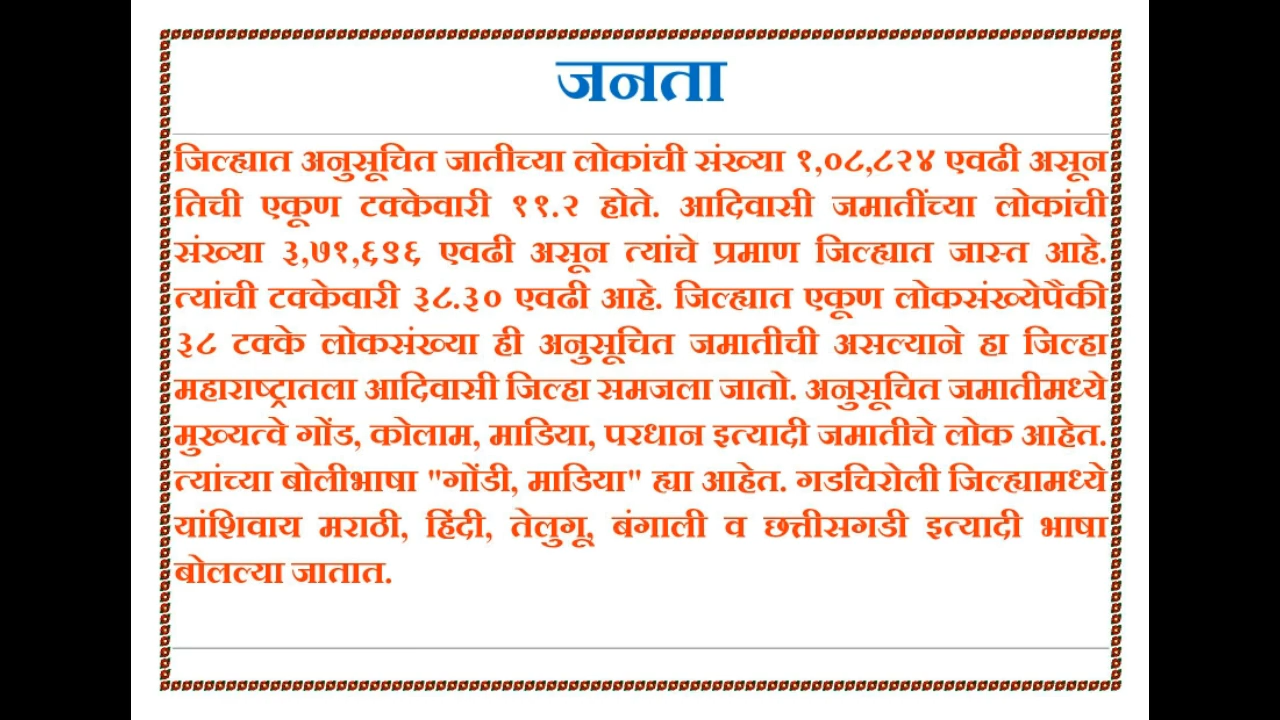 जनता
जिल्ह्यात अनुसूचित जातीच्या लोकांची संख्या १,०८,८२४ एवढी असून
तिची एकूण टक्केवारी ११.२ होते. आदिवासी जमातींच्या लोकांची
संख्या ३,७१,६९६ एवढी असून त्यांचे प्रमाण जिल्ह्यात जास्त आहे.
त्यांची टक्केवारी ३८.३० एवढी आहे. जिल्ह्यात एकूण लोकसंख्येपैकी
३८ टक्के लोकसंख्या ही अनुसूचित जमातीची असल्याने हा जिल्हा
महाराष्ट्रातला आदिवासी जिल्हा समजला जातो. अनुसूचित जमातीमध्ये
मुख्यत्वे गोंड, कोलाम, माडिया, परधान इत्यादी जमातीचे लोक आहेत.
त्यांच्या बोलीभाषा "गोंडी, माडिया" ह्या आहेत. गडचिरोली जिल्ह्यामध्ये
यांशिवाय मराठी, हिंदी, तेलुगू, बंगाली व छत्तीसगडी इत्यादी भाषा
बोलल्या जातात.